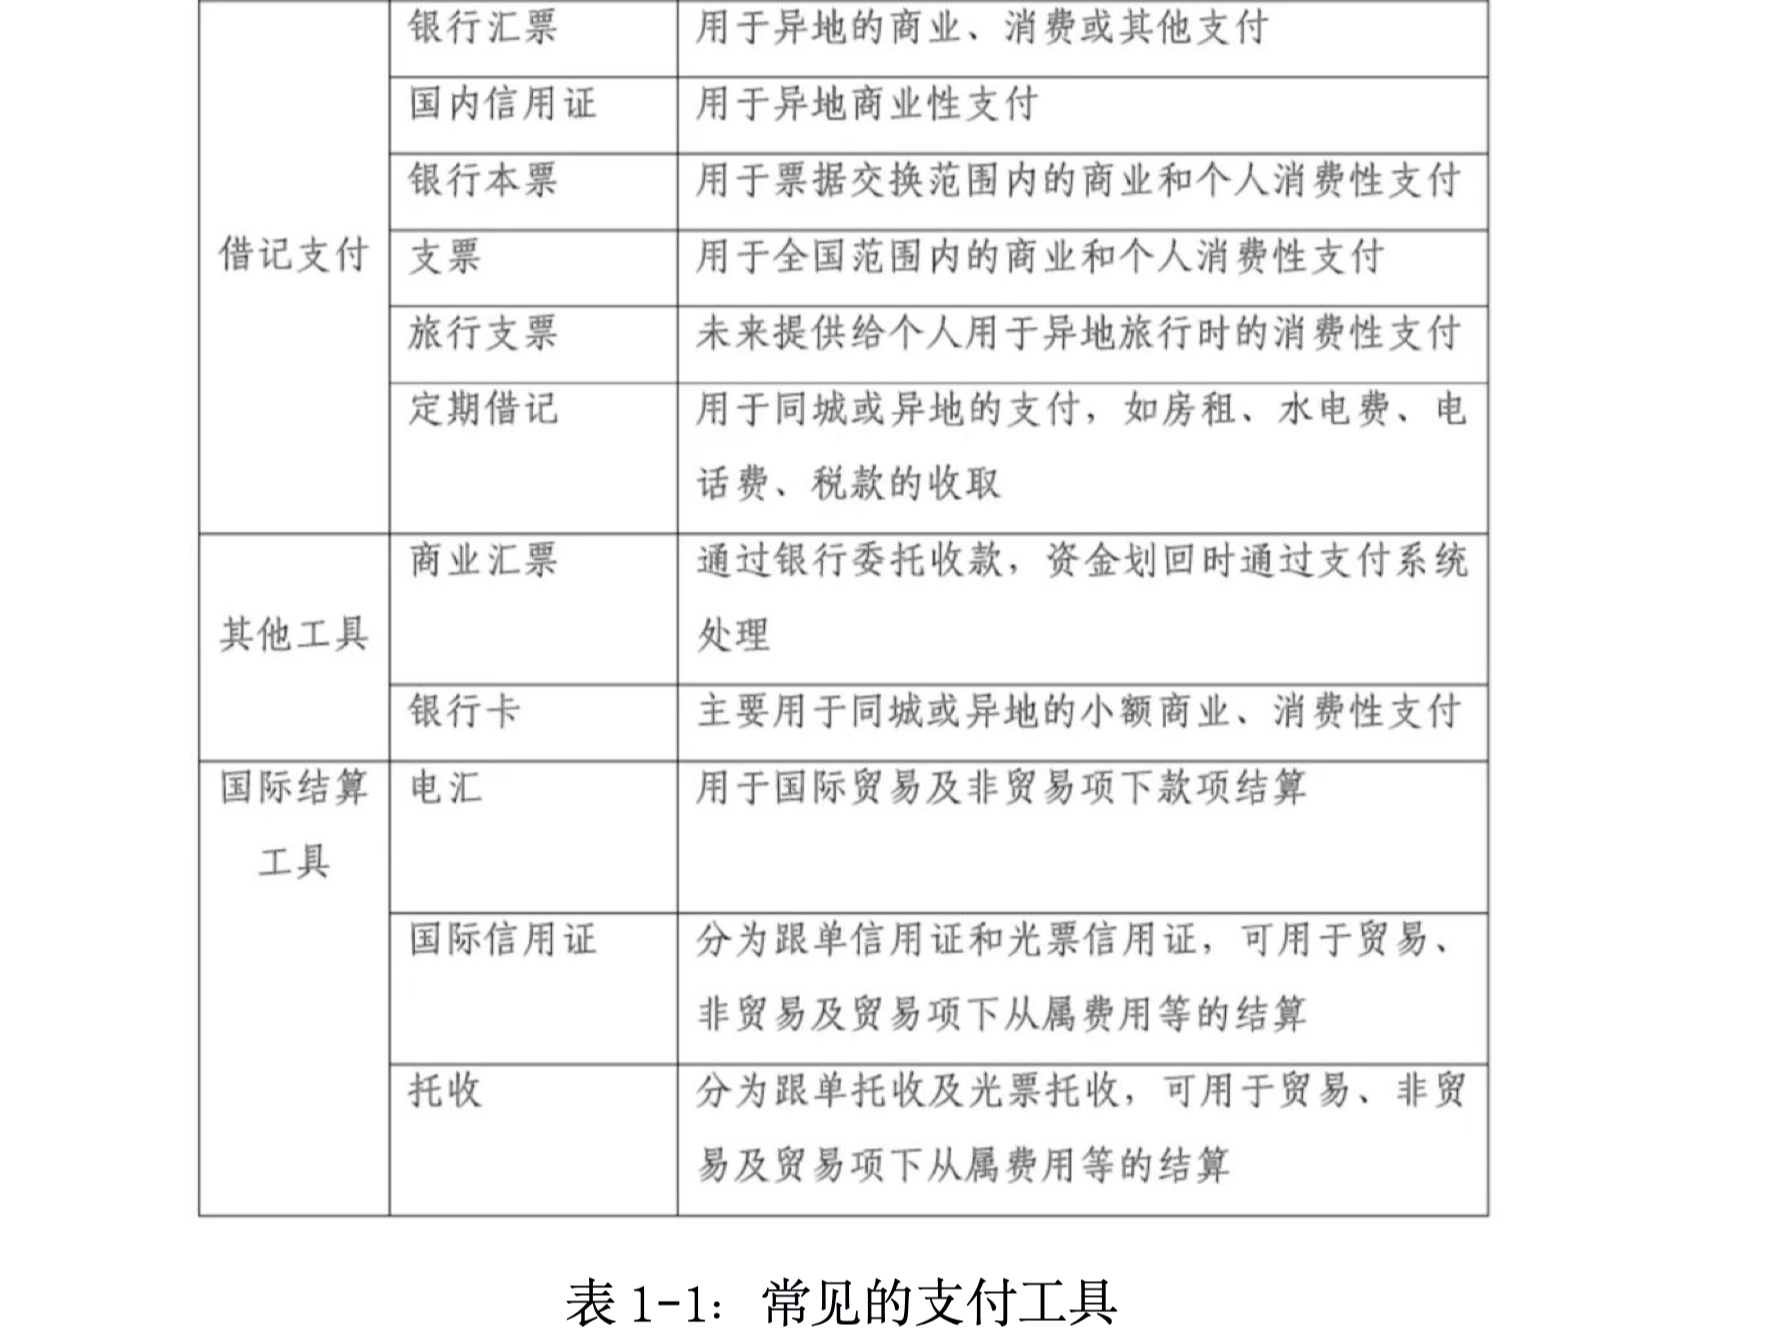 银行汇票 用于异地的商业、消费或其他支付
国内信用证 用于异地商业性支付
银行本票 用于票据交换范围内的商业和个人消费性支付
借记支付 支票 用于全国范围内的商业和个人消费性支付
旅行支票 未来提供给个人用于异地旅行时的消费性支付
定期借记 用于同城或异地的支付，如房租、水电费、电
话费、税款的收取
商业汇票 通过银行委托收款，资金划回时通过支付系统
其他工具 处理
银行卡 主要用于同城或异地的小额商业、消费性支付
国际结算 电汇 用于国际贸易及非贸易项下款项结算
工具
国际信用证 分为跟单信用证和光票信用证，可用于贸易、
非贸易及贸易项下从属费用等的结算
托收 分为跟单托收及光票托收，可用于贸易、非贸
易及贸易项下从属费用等的结算
表 1-1：常见的支付工具